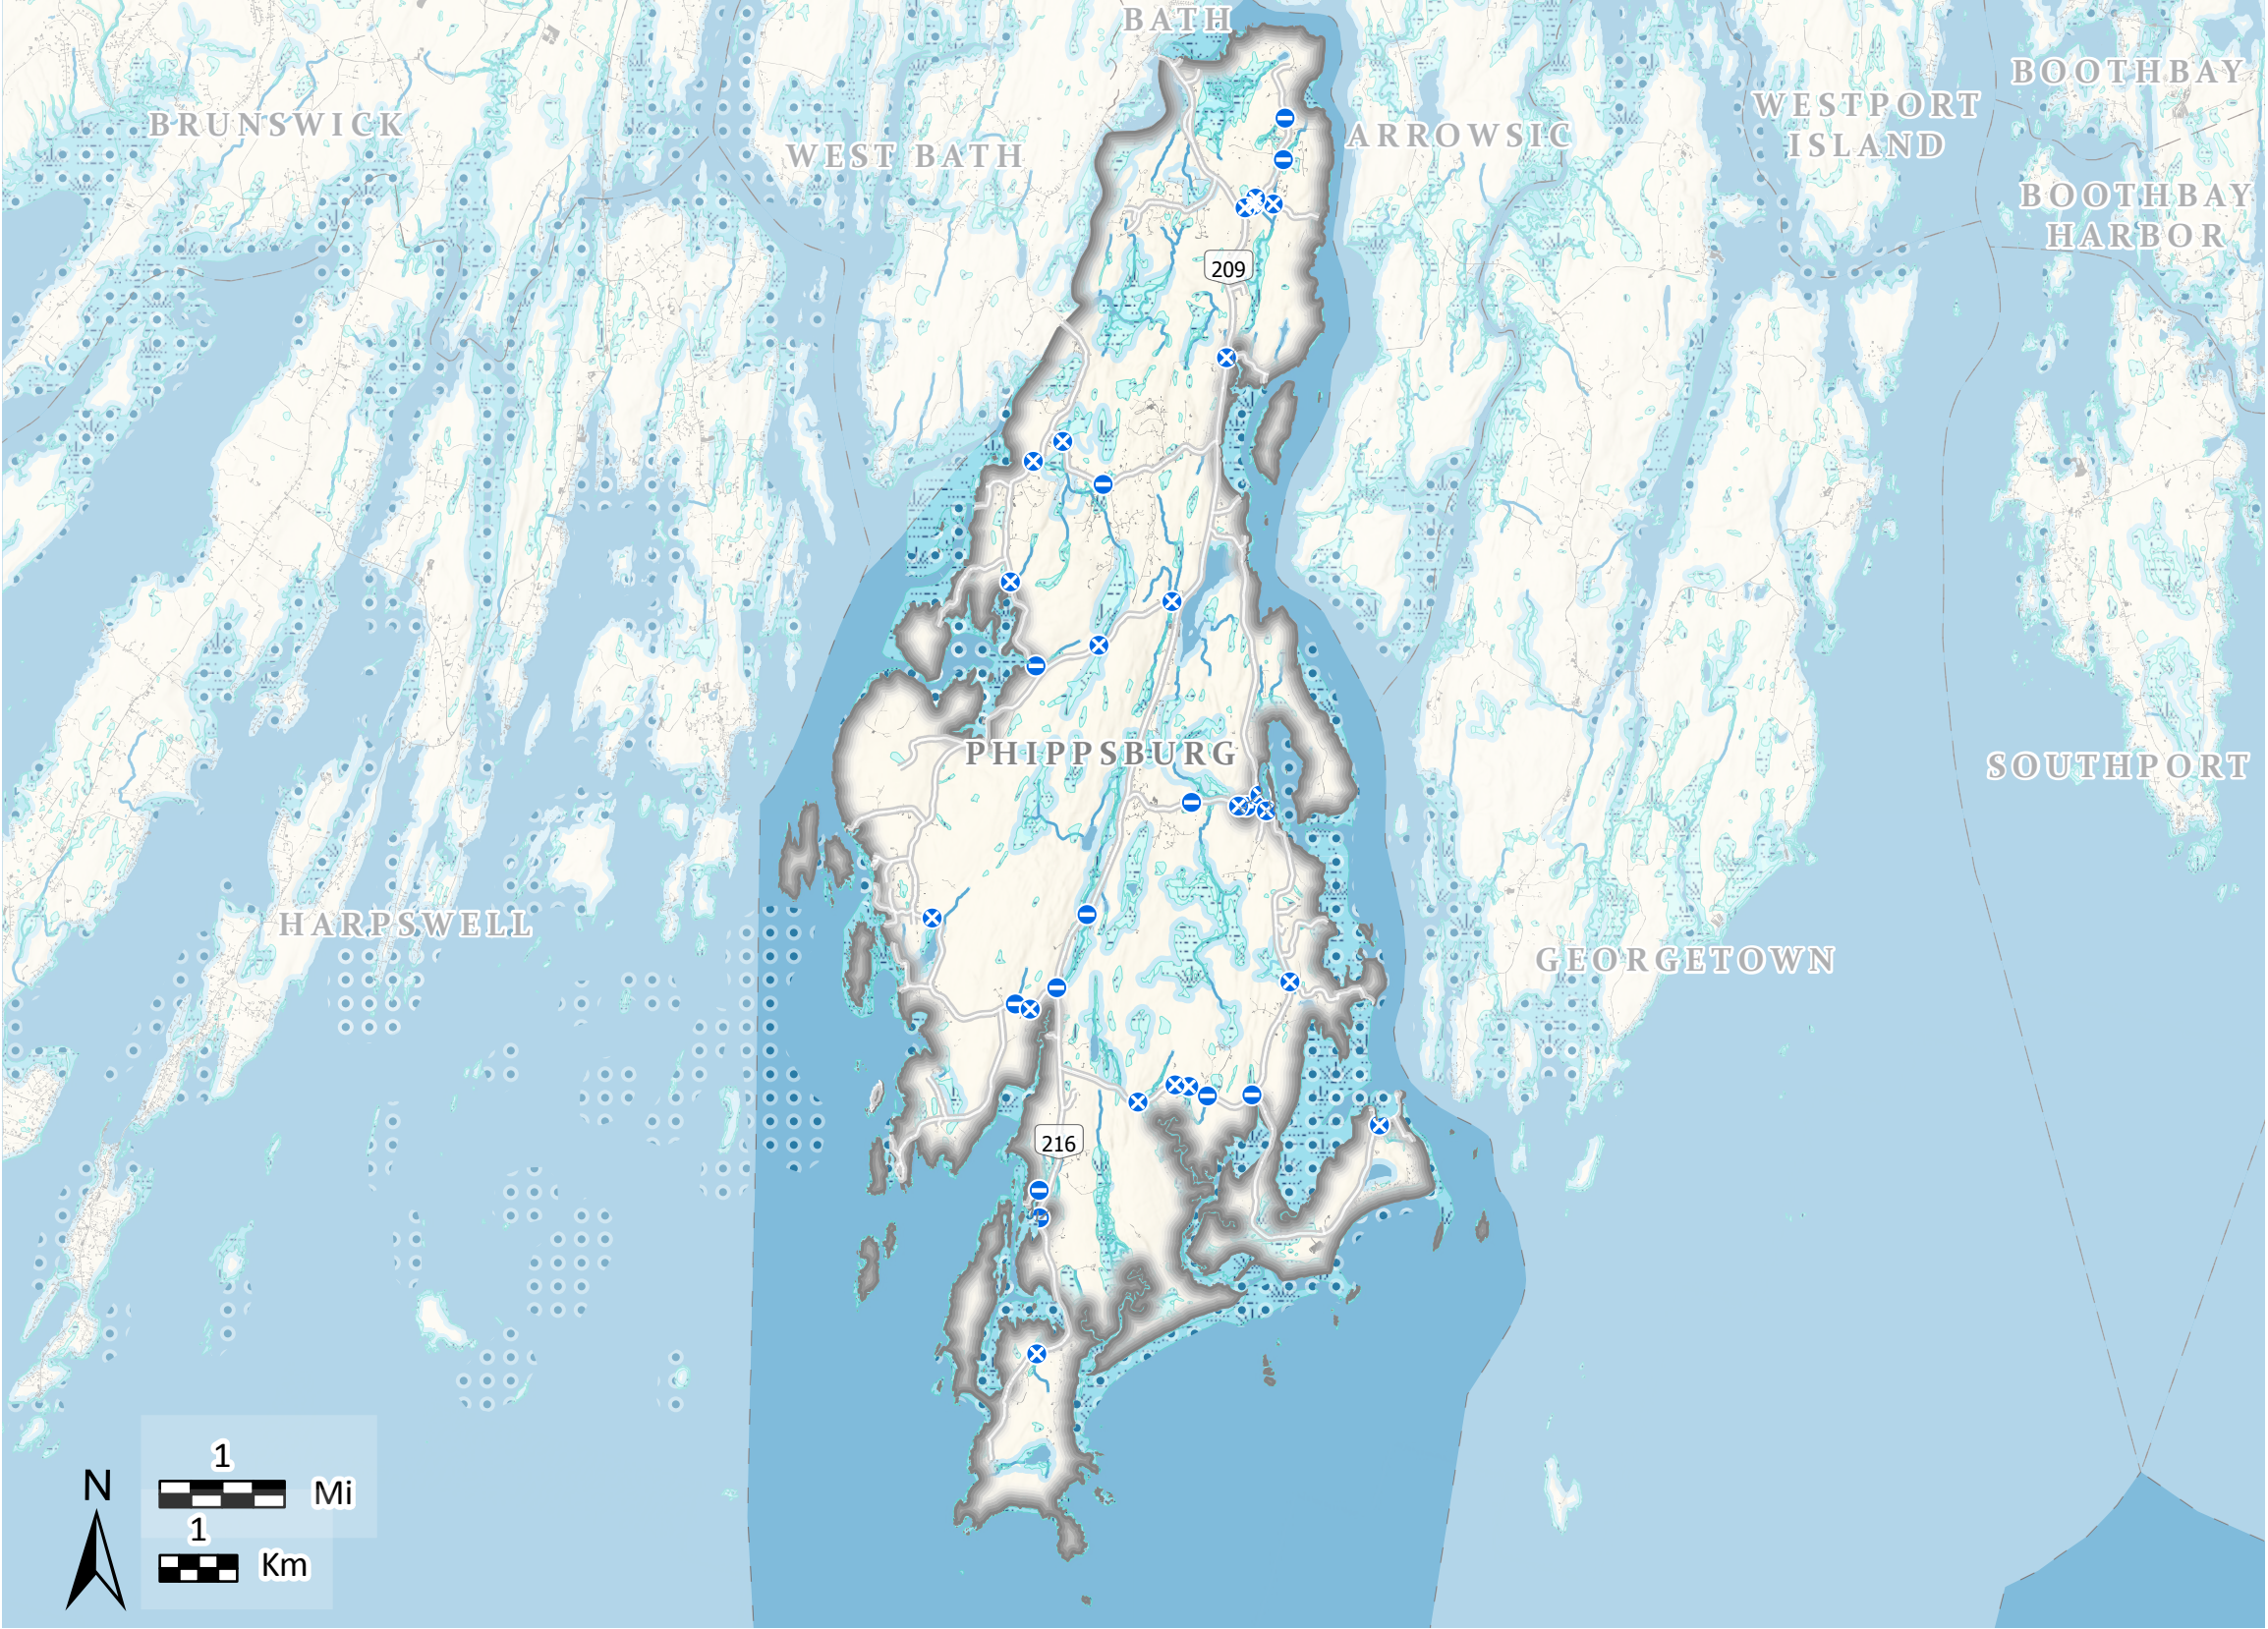 BATH
BOOTHBAY
WESTPORT
ISLAND
BRUNSWICK
ARROWSIC
WEST BATH
BOOTHBAY
HARBOR
209
PHIPPSBURG
SOUTHPORT
HARPSWELL
GEORGETOWN
216
1
N
Mi
1
Km